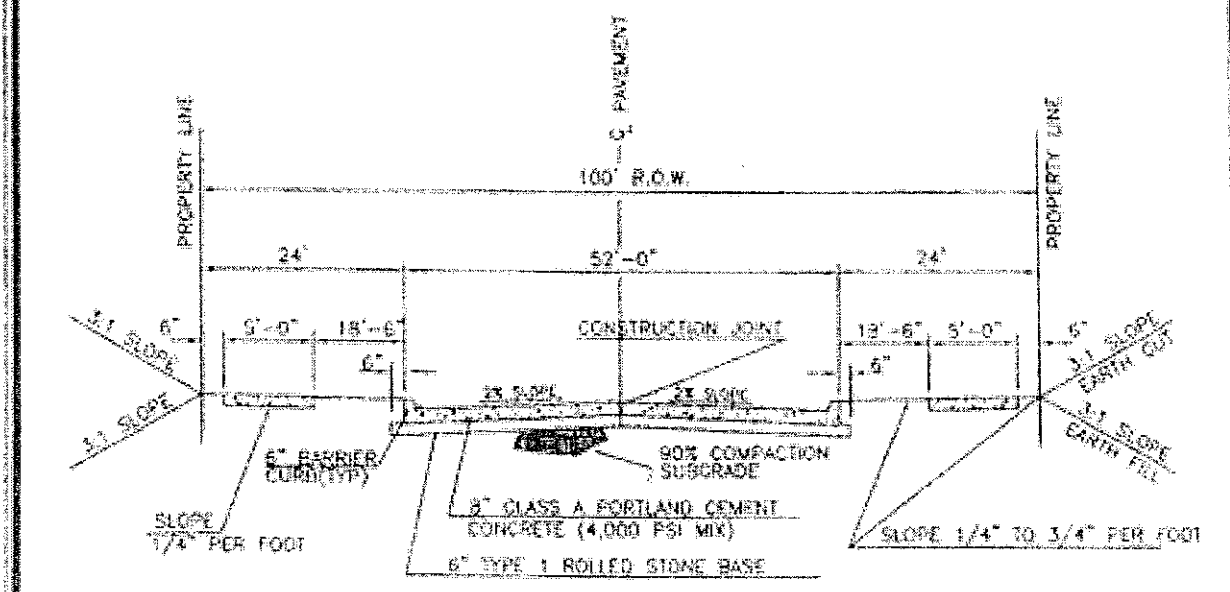 ℄ PAVEMENT
PROPERTY LINE
PROPERTY LINE
100' R.O.W.
24'
52'-0"
24'
3:1 SLOPE
6"
5'-0"
18'-6"
CONSTRUCTION JOINT
18'-6"
5'-0"
6"
3:1 SLOPE
EARTH CUT
6"
6"
2% SLOPE
2% SLOPE
3:1 SLOPE
3:1 SLOPE
EARTH FILL
6" BARRIER
CURB(TYP)
90% COMPACTION
SUBGRADE
SLOPE
1/4" PER FOOT
8" CLASS A PORTLAND CEMENT
CONCRETE (4,000 PSI MIX)
SLOPE 1/4" TO 3/4" PER FOOT
6" TYPE 1 ROLLED STONE BASE